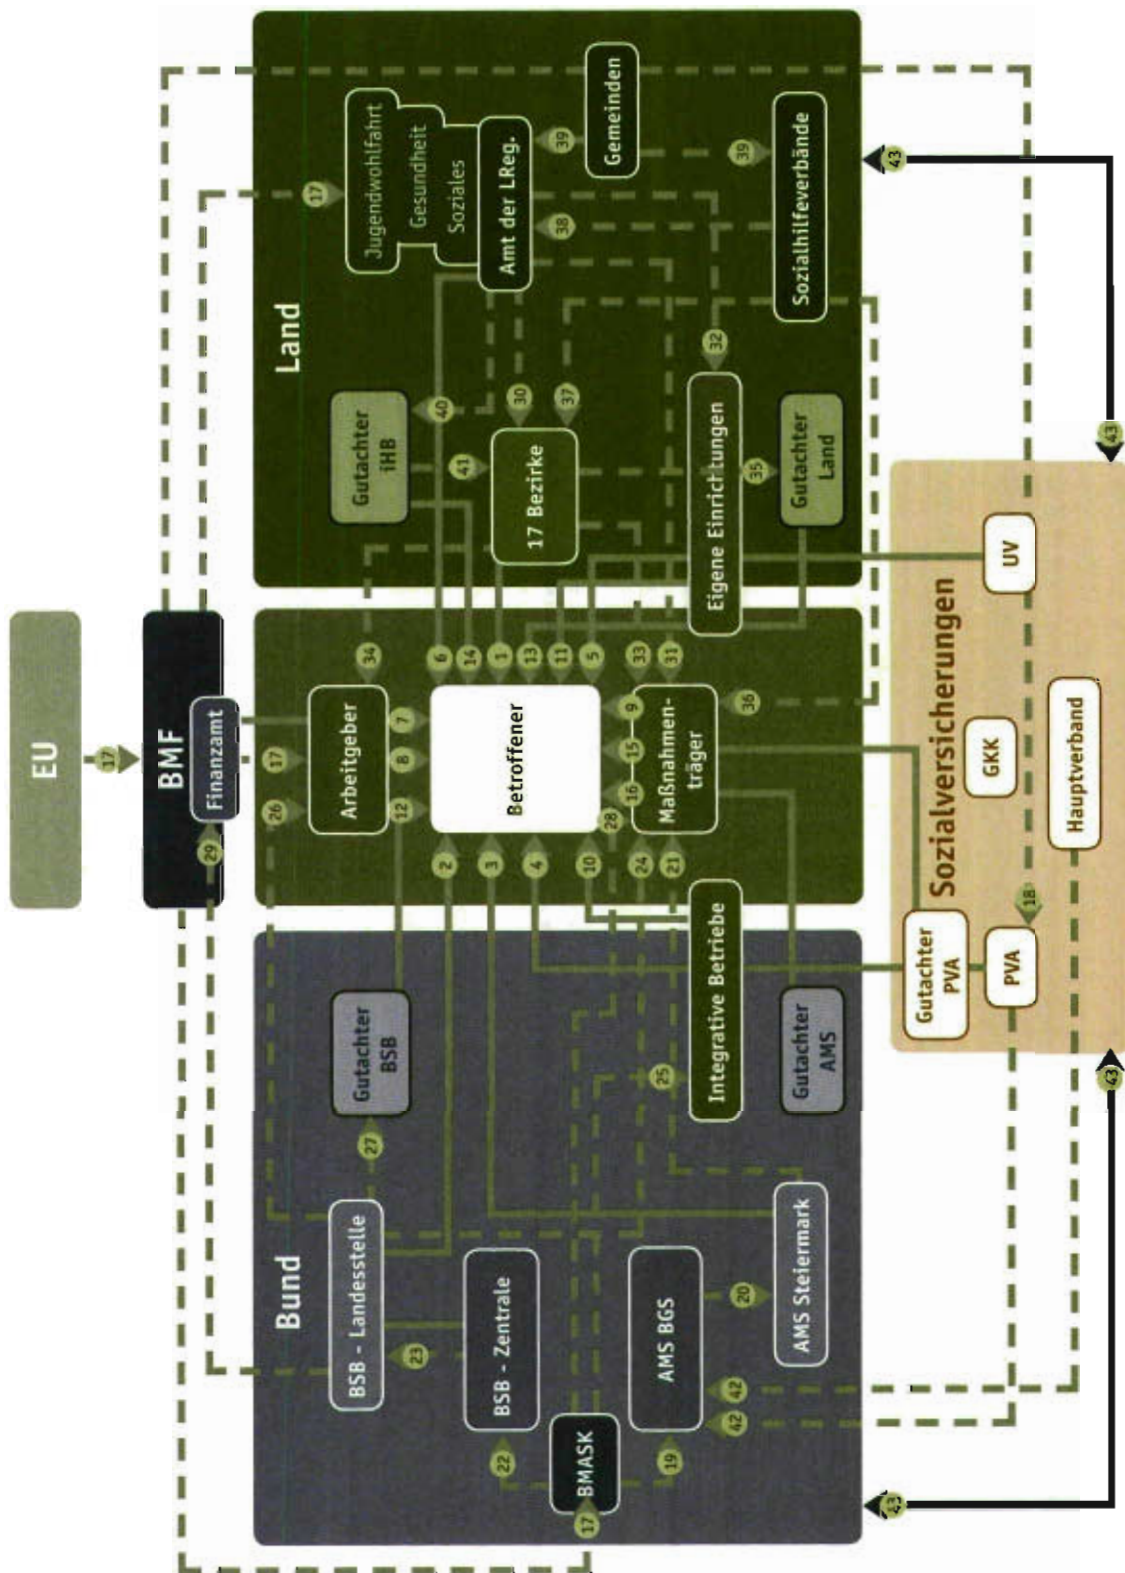 EU
17
BMF
Finanzamt
29
26
17
Bund
BSB - Landesstelle
27
Gutachter
BSB
23
BSB - Zentrale
22
BMASK
17
19
AMS BGS
20
AMS Steiermark
42
42
25
Integrative Betriebe
Gutachter
AMS
Arbeitgeber
34
12
8
7
2
3
4
10
Betroffener
6
14
1
13
11
5
28
16
15
9
24
21
Maßnahmen-
träger
33
31
36
Land
17
Jugendwohlfahrt
Gesundheit
Soziales
Amt der LReg.
Gutachter
iHB
40
41
30
17 Bezirke
37
38
39
Gemeinden
39
32
Eigene Einrichtungen
35
Gutachter
Land
Sozialhilfeverbände
Sozialversicherungen
Gutachter
PVA
PVA
18
GKK
UV
Hauptverband
43
43
43
43